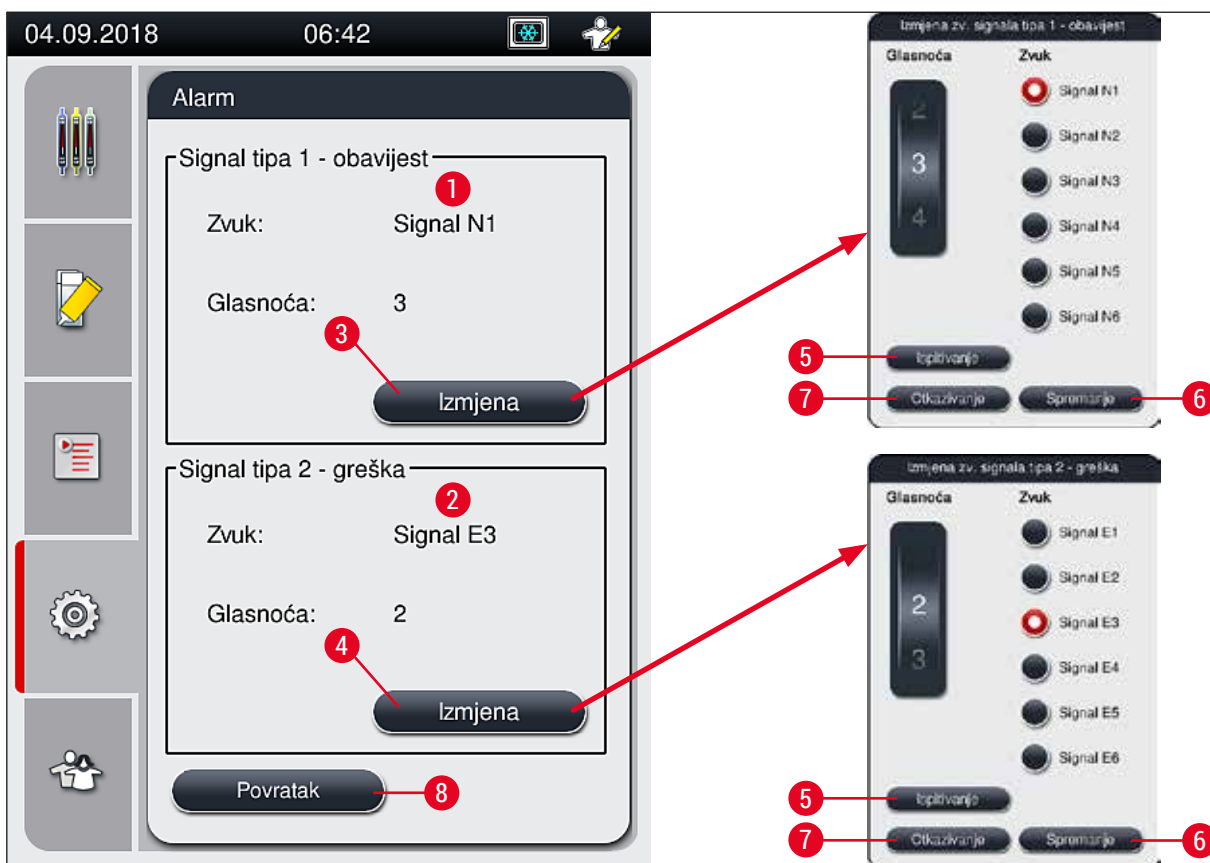 04.09.2018 06:42
Alarm
Signal tipa 1 - obavijest
1
Zvuk: Signal N1
Glasnoća: 3
3
Izmjena
Signal tipa 2 - greška
2
Zvuk: Signal E3
Glasnoća: 2
4
Izmjena
Povratak
8
Izmjena zv. signala tipa 1 - obavijest
Glasnoća Zvuk
2
3
4
Signal N1
Signal N2
Signal N3
Signal N4
Signal N5
Signal N6
5
Ispitivanje
7
Otkazivanje Spremanje
6
Izmjena zv. signala tipa 2 - greška
Glasnoća Zvuk
2
3
Signal E1
Signal E2
Signal E3
Signal E4
Signal E5
Signal E6
5
Ispitivanje
7
Otkazivanje Spremanje
6